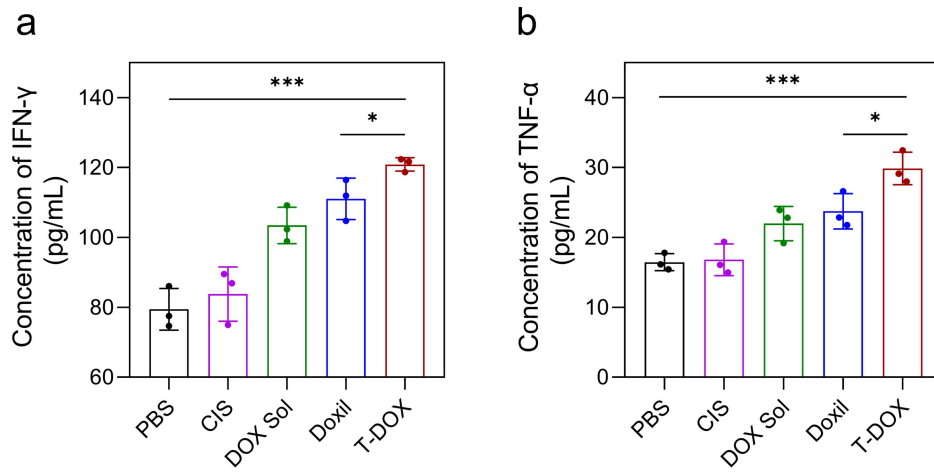 a
Concentration of IFN-γ
(pg/mL)
140
120
100
80
60
***
*
PBS
CIS
DOX Sol
Doxil
T-DOX
b
Concentration of TNF-α
(pg/mL)
40
30
20
10
0
***
*
PBS
CIS
DOX Sol
Doxil
T-DOX